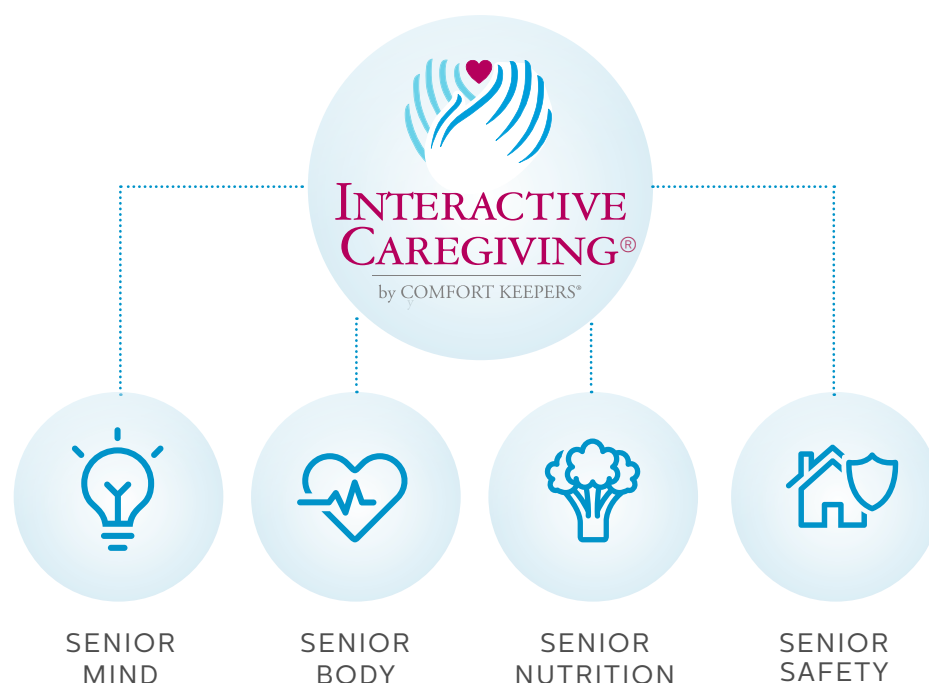 INTERACTIVE
CAREGIVING®
by COMFORT KEEPERS®
SENIOR
MIND
SENIOR
BODY
SENIOR
NUTRITION
SENIOR
SAFETY